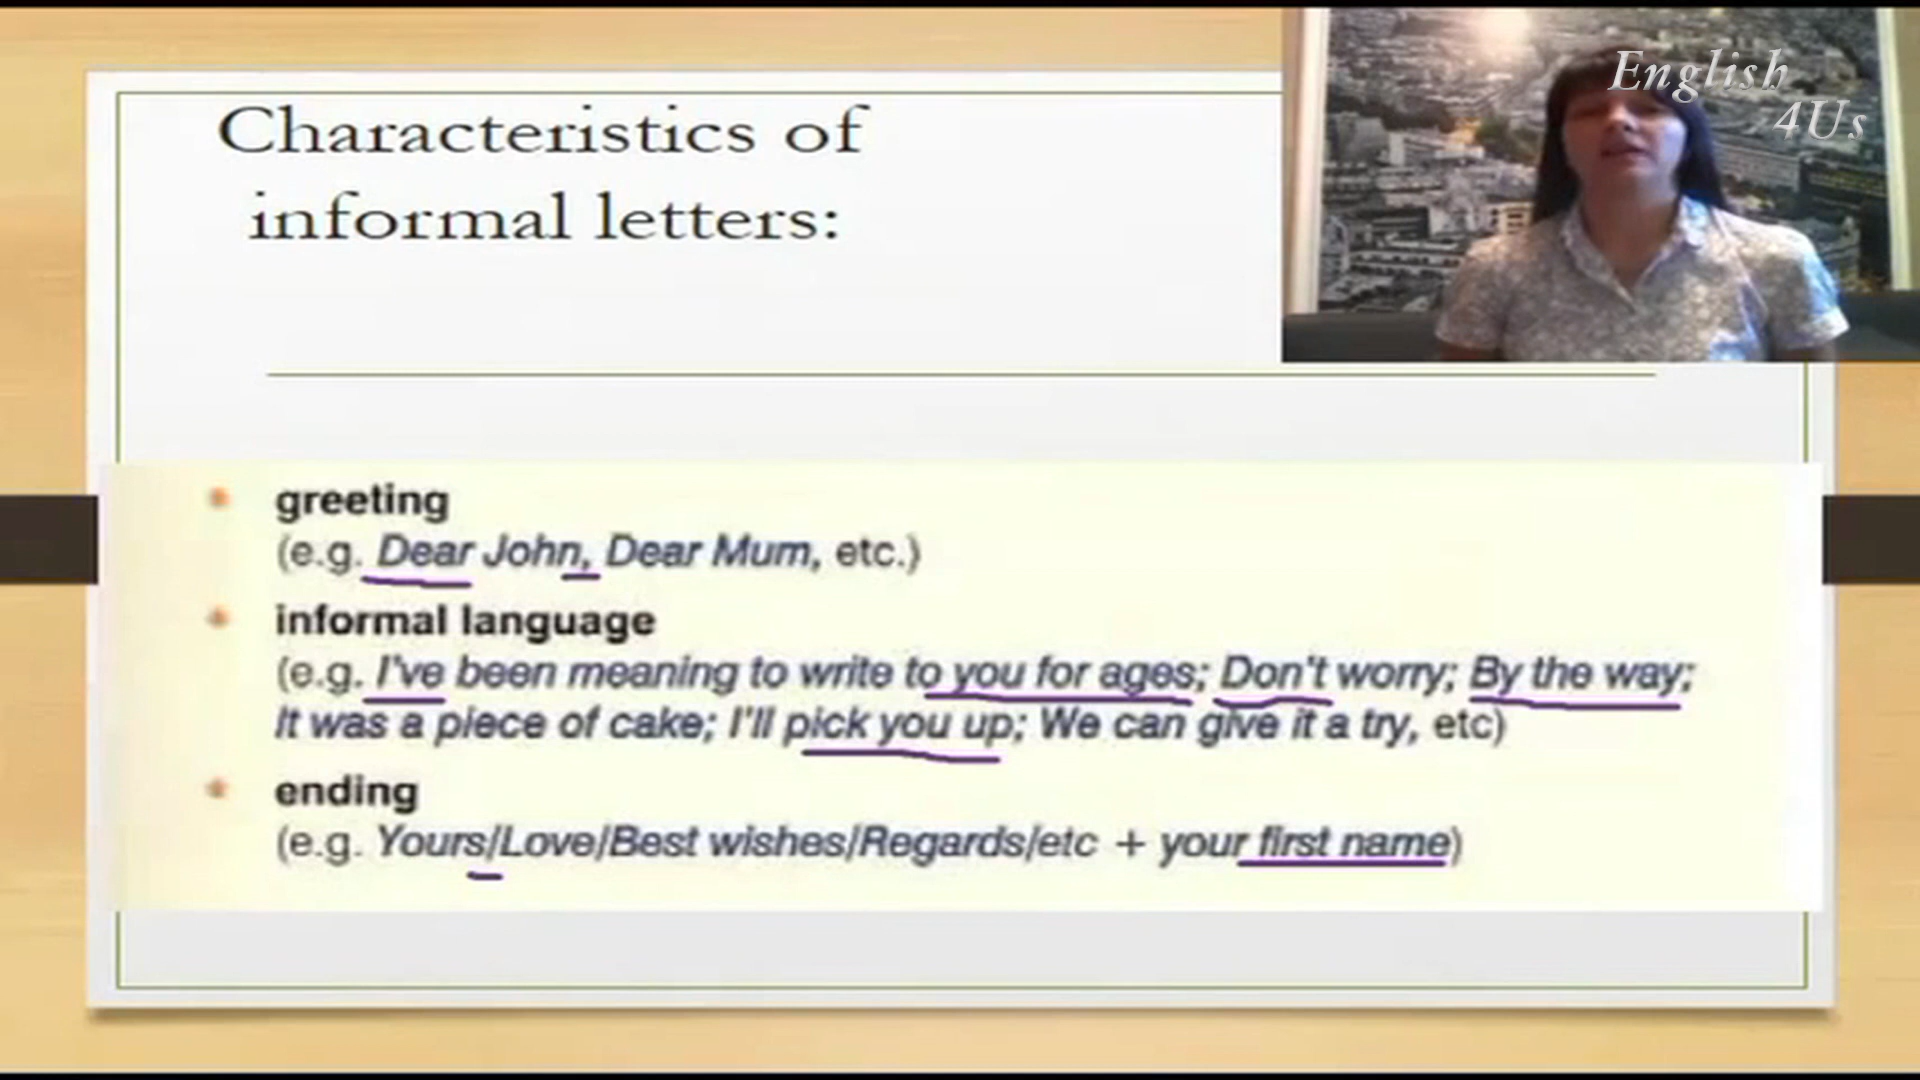 Characteristics of
informal letters:
English
4Us
greeting
(e.g. Dear John, Dear Mum, etc.)
informal language
(e.g. I've been meaning to write to you for ages; Don't worry; By the way;
It was a piece of cake; I'll pick you up; We can give it a try, etc)
ending
(e.g. Yours/Love/Best wishes/Regards/etc + your first name)